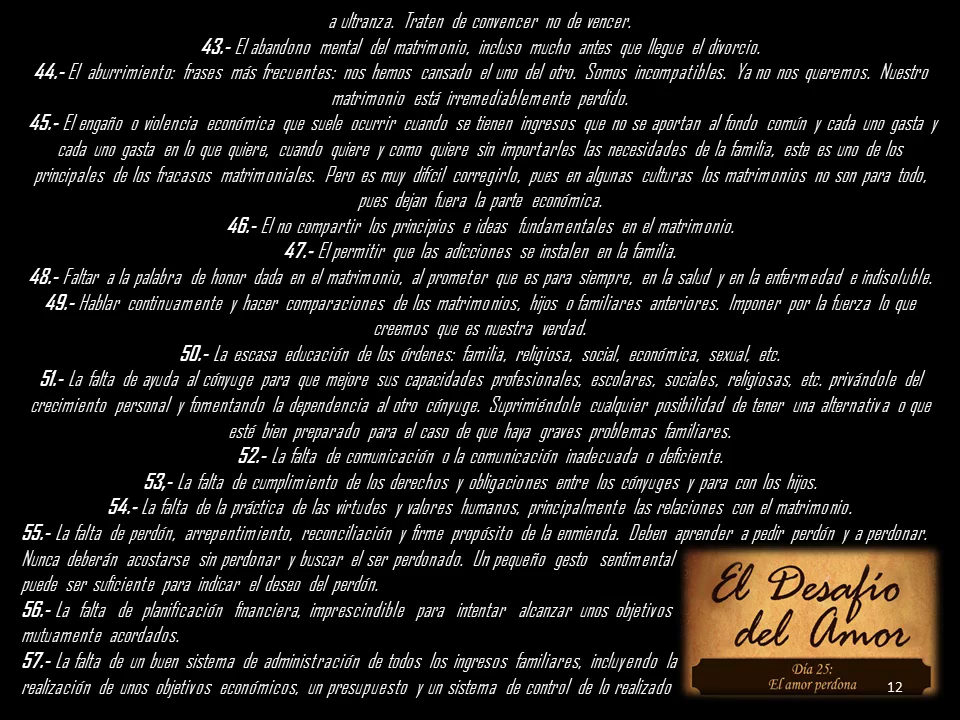 a ultranza. Traten de convencer no de vencer.
43.- El abandono mental del matrimonio, incluso mucho antes que llegue el divorcio.
44.- El aburrimiento: frases más frecuentes: nos hemos cansado el uno del otro. Somos incompatibles. Ya no nos queremos. Nuestro
matrimonio está irremediablemente perdido.
45.- El engaño o violencia económica que suele ocurrir cuando se tienen ingresos que no se aportan al fondo común y cada uno gasta y
cada uno gasta en lo que quiere, cuando quiere y como quiere sin importarles las necesidades de la familia, este es uno de los
principales de los fracasos matrimoniales. Pero es muy difícil corregirlo, pues en algunas culturas los matrimonios no son para todo,
pues dejan fuera la parte económica.
46.- El no compartir los principios e ideas fundamentales en el matrimonio.
47.- El permitir que las adicciones se instalen en la familia.
48.- Faltar a la palabra de honor dada en el matrimonio, al prometer que es para siempre, en la salud y en la enfermedad e indisoluble.
49.- Hablar continuamente y hacer comparaciones de los matrimonios, hijos o familiares anteriores. Imponer por la fuerza lo que
creemos que es nuestra verdad.
50.- La escasa educación de los órdenes: familia, religiosa, social, económica, sexual, etc.
51.- La falta de ayuda al cónyuge para que mejore sus capacidades profesionales, escolares, sociales, religiosas, etc. privándole del
crecimiento personal y fomentando la dependencia al otro cónyuge. Suprimiéndole cualquier posibilidad de tener una alternativa o que
esté bien preparado para el caso de que haya graves problemas familiares.
52.- La falta de comunicación o la comunicación inadecuada o deficiente.
53,- La falta de cumplimiento de los derechos y obligaciones entre los cónyuges y para con los hijos.
54.- La falta de la práctica de las virtudes y valores humanos, principalmente las relaciones con el matrimonio.
55.- La falta de perdón, arrepentimiento, reconciliación y firme propósito de la enmienda. Deben aprender a pedir perdón y a perdonar.
Nunca deberán acostarse sin perdonar y buscar el ser perdonado. Un pequeño gesto sentimental
puede ser suficiente para indicar el deseo del perdón.
56.- La falta de planificación financiera, imprescindible para intentar alcanzar unos objetivos
mutuamente acordados.
57.- La falta de un buen sistema de administración de todos los ingresos familiares, incluyendo la
realización de unos objetivos económicos, un presupuesto y un sistema de control de lo realizado
El Desafío
del Amor
Día 25:
El amor perdona
12